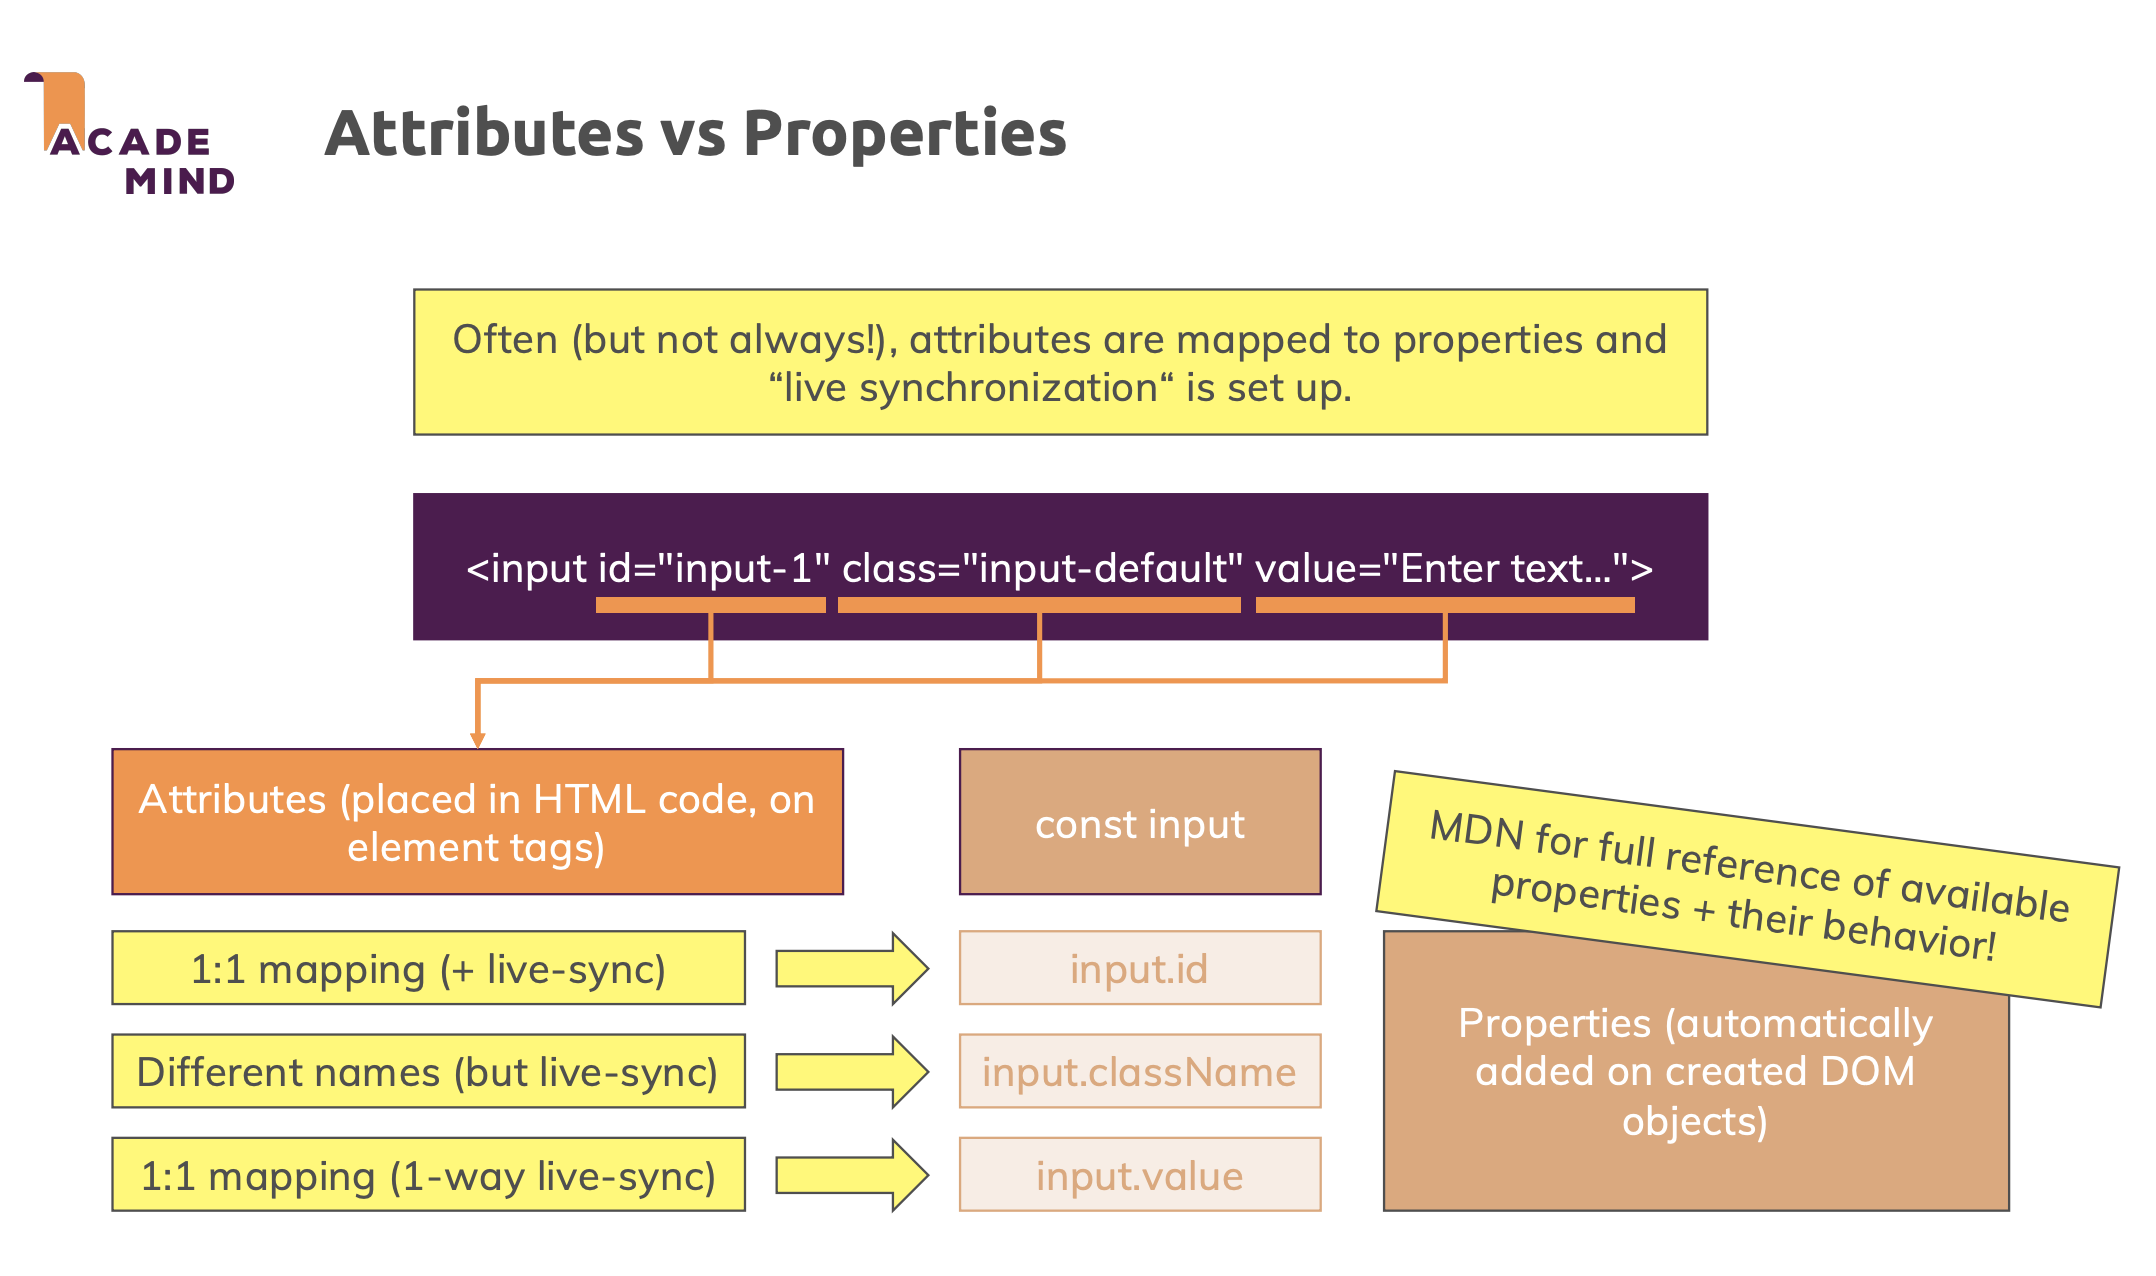 ACADE
MIND
Attributes vs Properties
Often (but not always!), attributes are mapped to properties and
“live synchronization“ is set up.
<input id="input-1" class="input-default" value="Enter text...">
Attributes (placed in HTML code, on
element tags)
const input
MDN for full reference of available
properties + their behavior!
1:1 mapping (+ live-sync)
input.id
Different names (but live-sync)
input.className
1:1 mapping (1-way live-sync)
input.value
Properties (automatically
added on created DOM
objects)